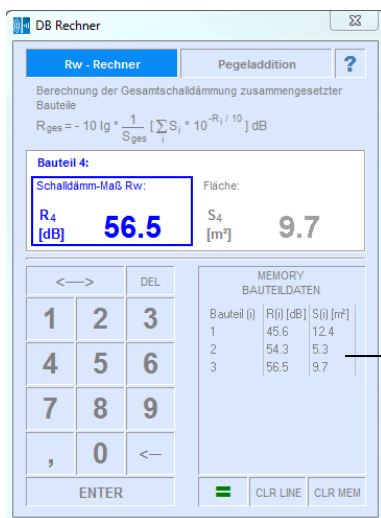 DB Rechner
Rw - Rechner Pegeladdition ?
Berechnung der Gesamtschalldämmung zusammengesetzter
Bauteile
Rges = - 10 lg * 1/Sges [ ∑i Si * 10^-Ri / 10 ] dB
Bauteil 4:
Schalldämm-Maß Rw: Fläche:
R4 [dB] 56.5 S4 [m²] 9.7
<--> DEL
1 2 3
4 5 6
7 8 9
, 0 <--
ENTER
MEMORY
BAUTEILDATEN
Bauteil (i) R(i) [dB] S(i) [m²]
1 45.6 12.4
2 54.3 5.3
3 56.5 9.7
= CLR LINE CLR MEM